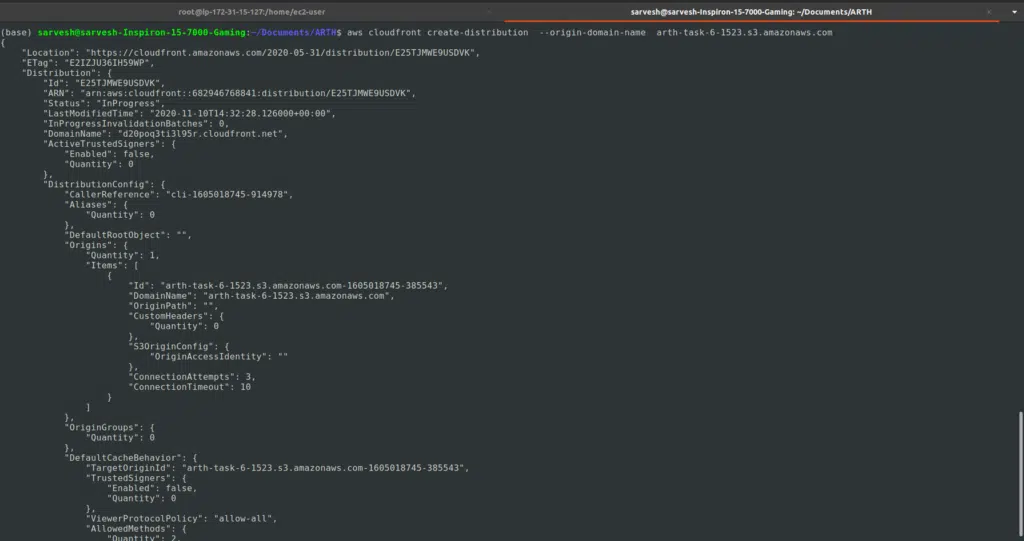 root@ip-172-31-15-127:/home/ec2-user
sarvesh@sarvesh-Inspiron-15-7000-Gaming: ~/Documents/ARTH
(base) sarvesh@sarvesh-Inspiron-15-7000-Gaming:~/Documents/ARTH$ aws cloudfront create-distribution  --origin-domain-name  arth-task-6-1523.s3.amazonaws.com
{
    "Location": "https://cloudfront.amazonaws.com/2020-05-31/distribution/E25TJMWE9USDVK",
    "ETag": "E2IZJU36IH59WP",
    "Distribution": {
        "Id": "E25TJMWE9USDVK",
        "ARN": "arn:aws:cloudfront::682946768841:distribution/E25TJMWE9USDVK",
        "Status": "InProgress",
        "LastModifiedTime": "2020-11-10T14:32:28.126000+00:00",
        "InProgressInvalidationBatches": 0,
        "DomainName": "d20poq3ti3l95r.cloudfront.net",
        "ActiveTrustedSigners": {
            "Enabled": false,
            "Quantity": 0
        },
        "DistributionConfig": {
            "CallerReference": "cli-1605018745-914978",
            "Aliases": {
                "Quantity": 0
            },
            "DefaultRootObject": "",
            "Origins": {
                "Quantity": 1,
                "Items": [
                    {
                        "Id": "arth-task-6-1523.s3.amazonaws.com-1605018745-385543",
                        "DomainName": "arth-task-6-1523.s3.amazonaws.com",
                        "OriginPath": "",
                        "CustomHeaders": {
                            "Quantity": 0
                        },
                        "S3OriginConfig": {
                            "OriginAccessIdentity": ""
                        },
                        "ConnectionAttempts": 3,
                        "ConnectionTimeout": 10
                    }
                ]
            },
            "OriginGroups": {
                "Quantity": 0
            },
            "DefaultCacheBehavior": {
                "TargetOriginId": "arth-task-6-1523.s3.amazonaws.com-1605018745-385543",
                "TrustedSigners": {
                    "Enabled": false,
                    "Quantity": 0
                },
                "ViewerProtocolPolicy": "allow-all",
                "AllowedMethods": {
                    "Quantity": 2,